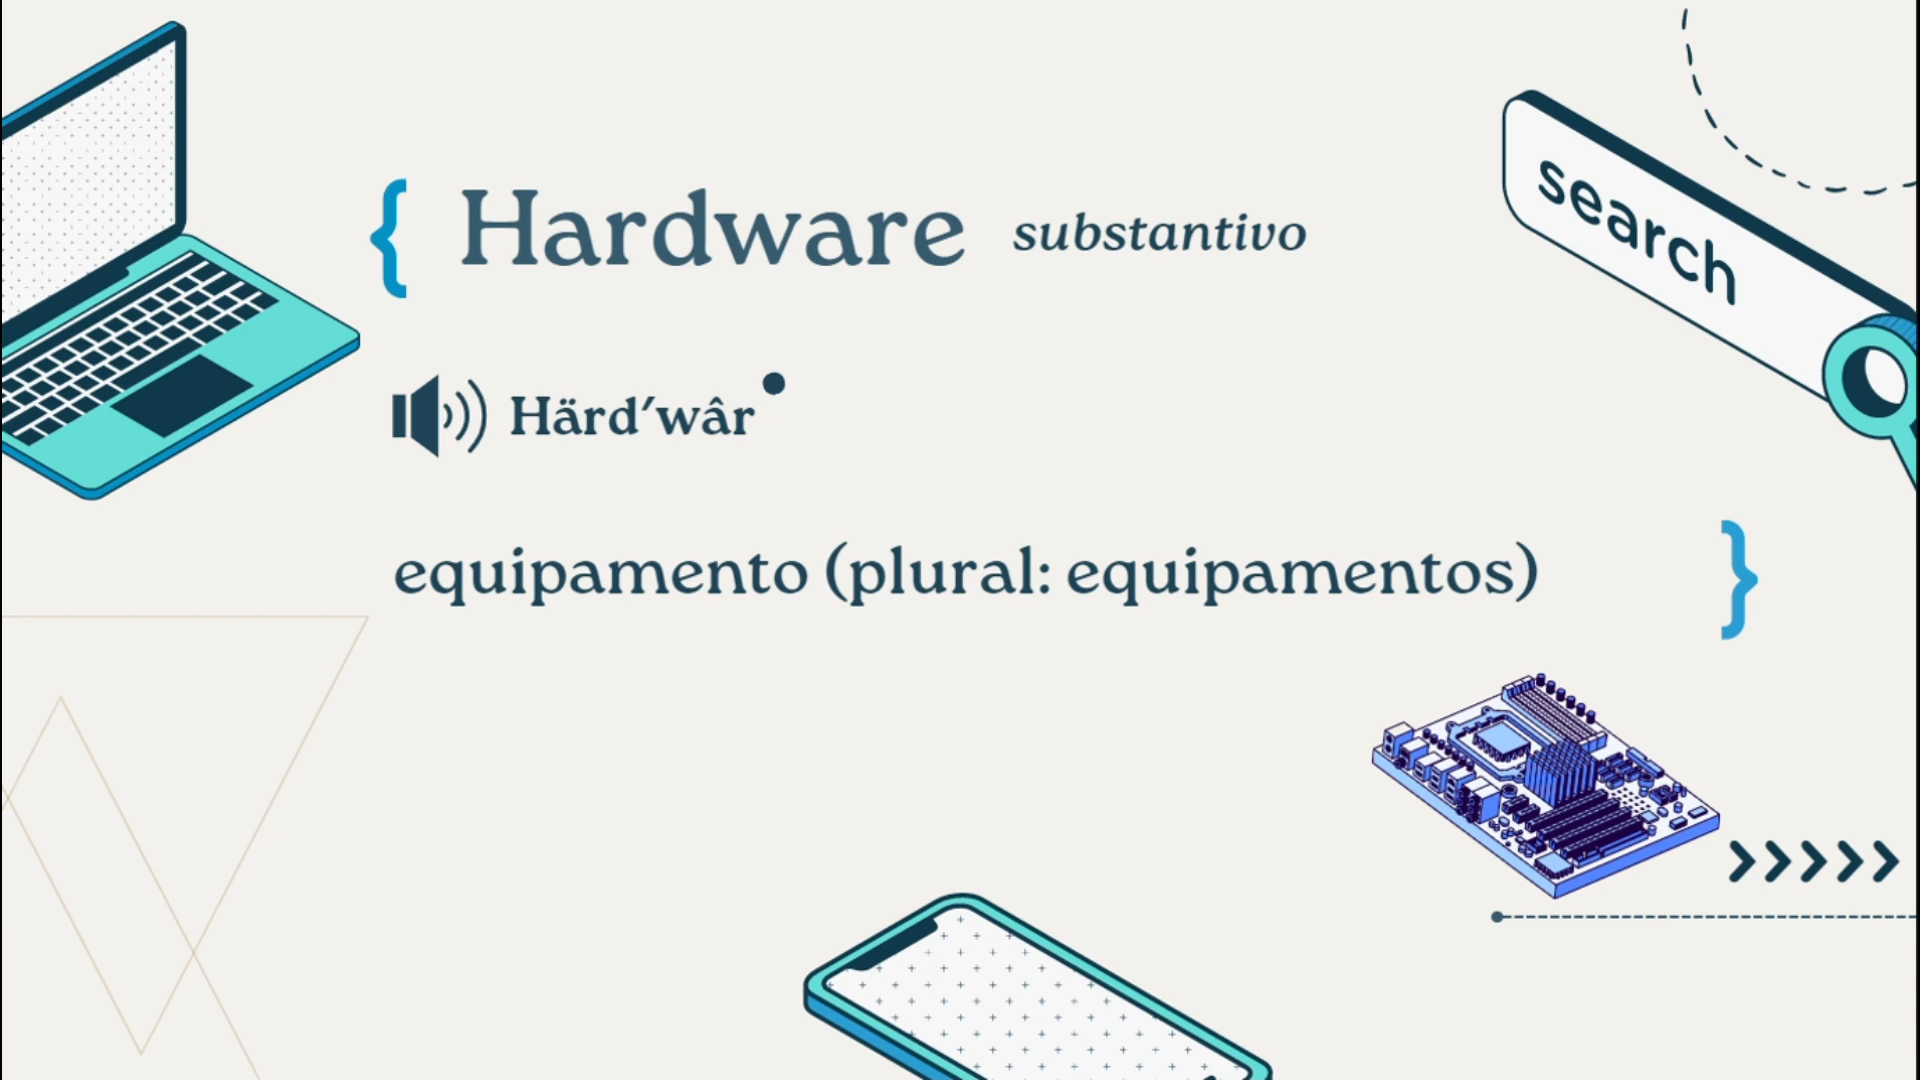 { Hardware substantivo
Härd′wâr
equipamento (plural: equipamentos) }
search